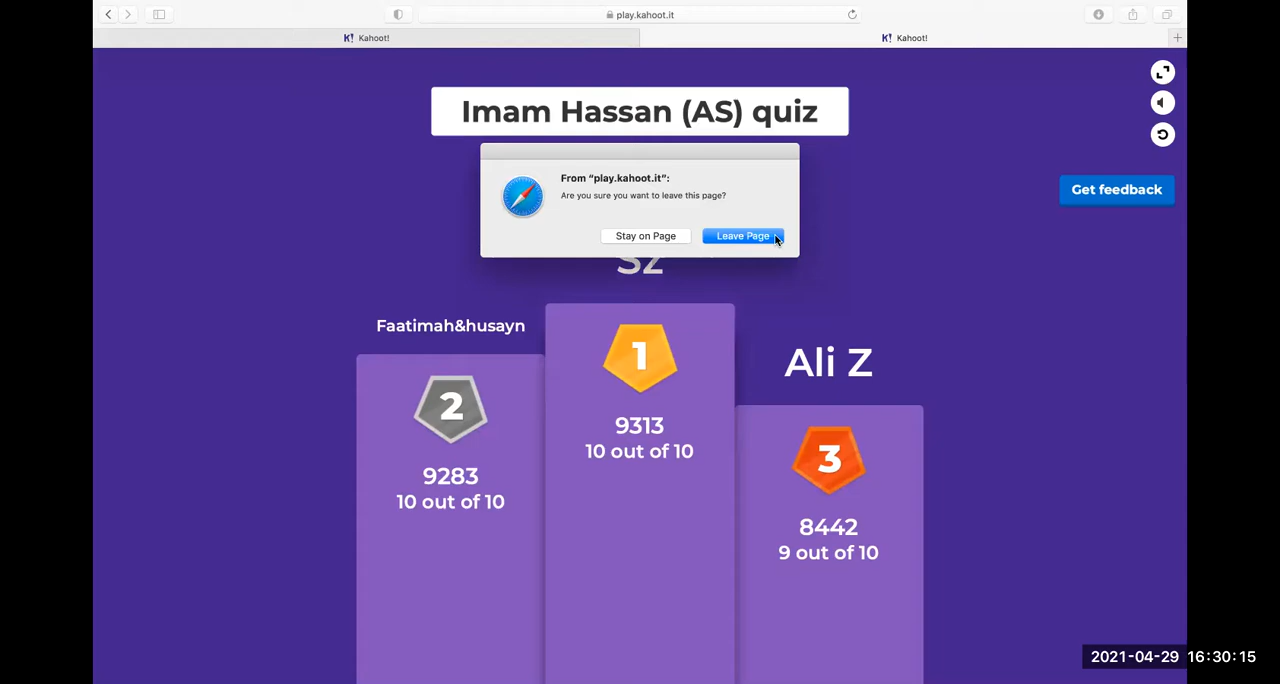 play.kahoot.it
K! Kahoot!
K! Kahoot!
Imam Hassan (AS) quiz
From “play.kahoot.it”:
Are you sure you want to leave this page?
Stay on Page
Leave Page
Get feedback
Faatimah&husayn
Ali Z
1
9313
10 out of 10
2
9283
10 out of 10
3
8442
9 out of 10
2021-04-29 16:30:15